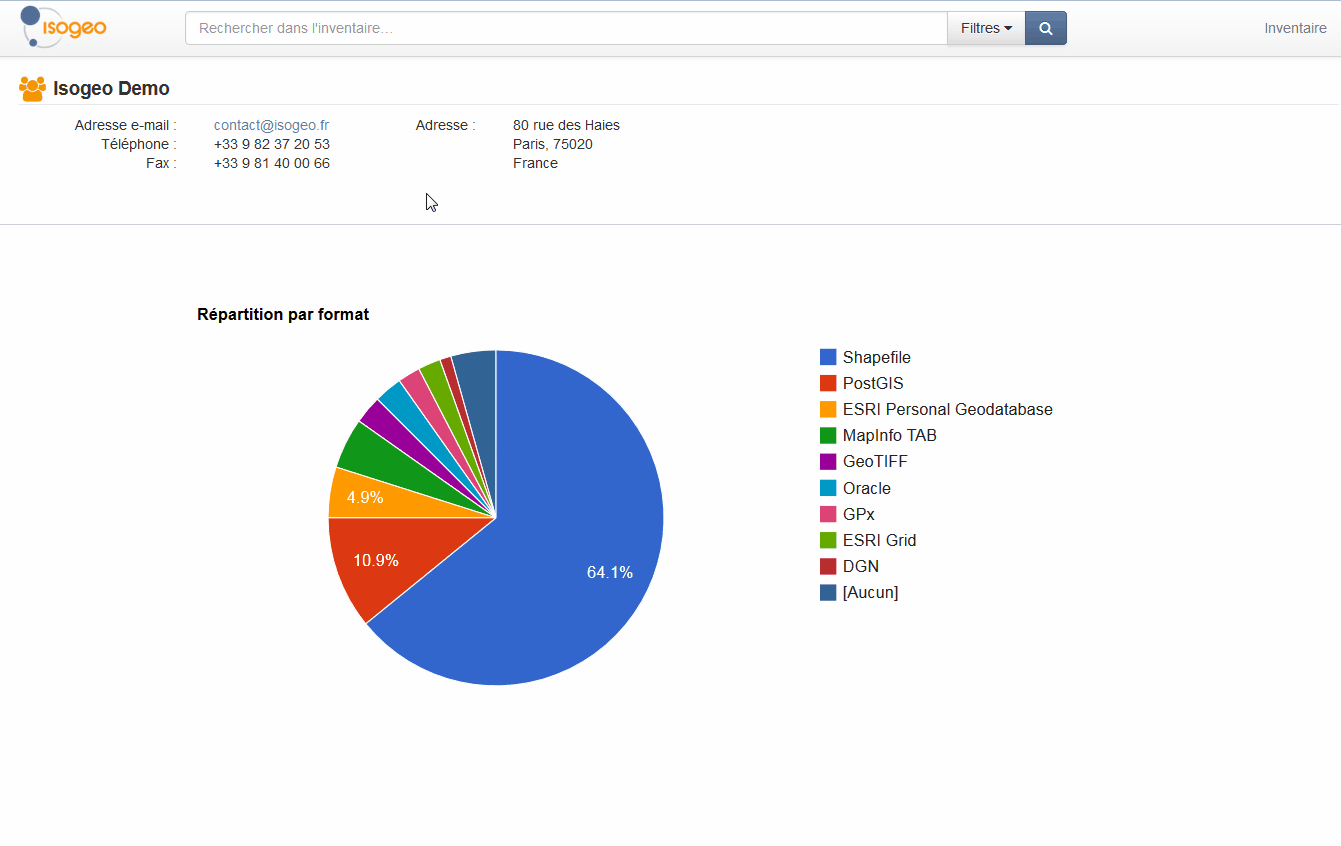 isogeo
Rechercher dans l'inventaire...
Filtres
Inventaire
Isogeo Demo
Adresse e-mail : contact@isogeo.fr
Téléphone : +33 9 82 37 20 53
Fax : +33 9 81 40 00 66
Adresse : 80 rue des Haies
Paris, 75020
France
Répartition par format
4.9%
10.9%
64.1%
Shapefile
PostGIS
ESRI Personal Geodatabase
MapInfo TAB
GeoTIFF
Oracle
GPx
ESRI Grid
DGN
[Aucun]